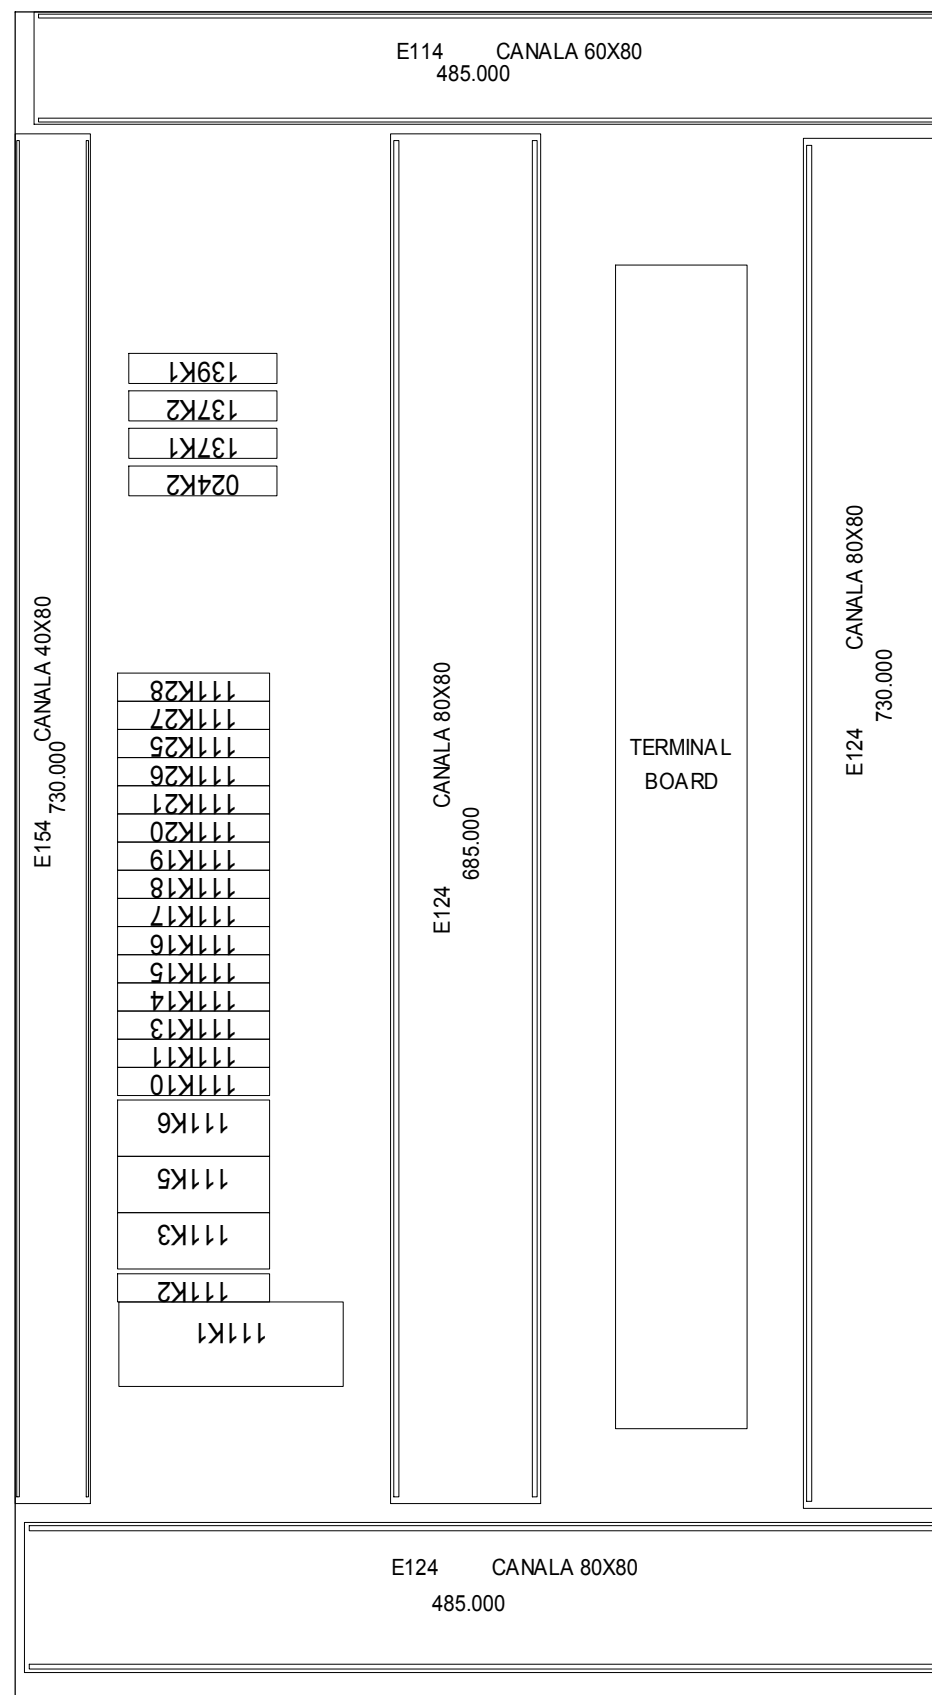 E114 CANALA 60X80
485.000
139K1
137K2
137K1
024K2
E154 CANALA 40X80
730.000
111K28
111K27
111K25
111K26
111K21
111K20
111K19
111K18
111K17
111K16
111K15
111K14
111K13
111K11
111K10
111K6
111K5
111K3
111K2
111K1
E124 CANALA 80X80
685.000
TERMINAL
BOARD
E124 CANALA 80X80
730.000
E124 CANALA 80X80
485.000